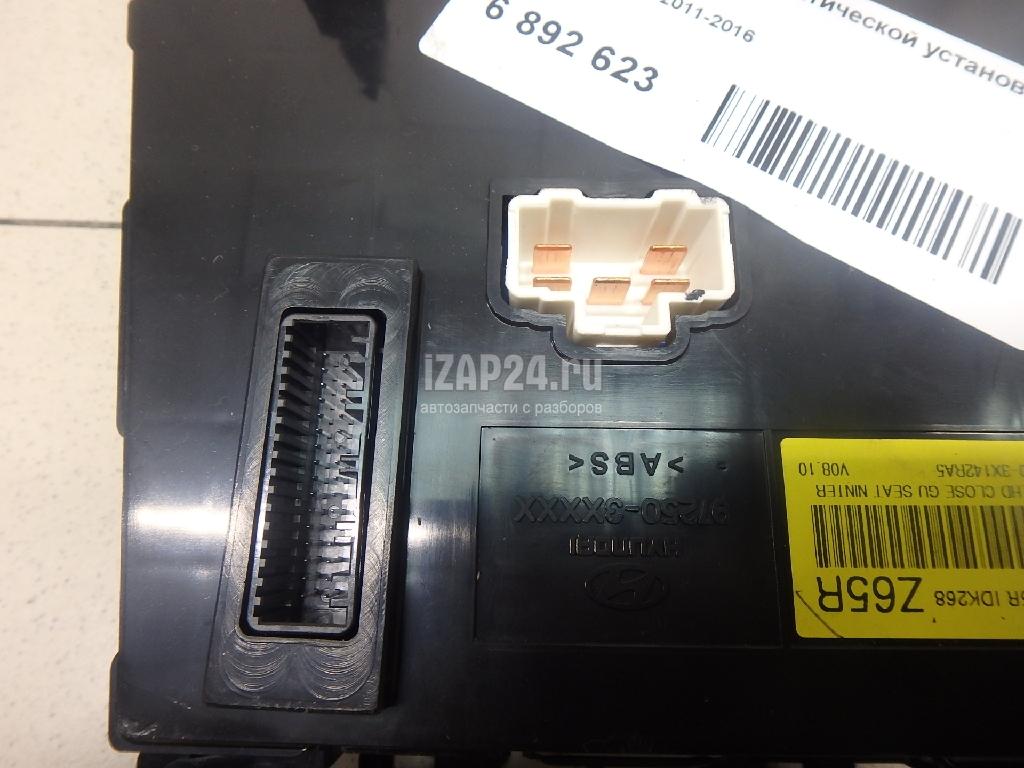 тической установ
2011-2016
6 892 623
iZAP24.ru
автозапчасти с разборов
>ABS<
97250-3XXXX
HYUNDAI
V08.10
-3X142RA5
HD CLOSE GU SEAT NINTER
Z65R
R IDK268